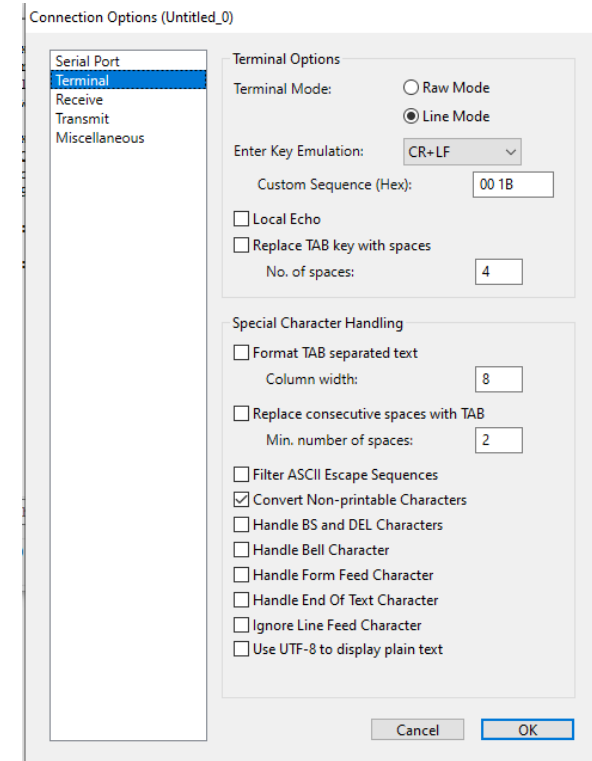 Connection Options (Untitled_0)
Serial Port
Terminal
Receive
Transmit
Miscellaneous
Terminal Options
Terminal Mode:
Raw Mode
Line Mode
Enter Key Emulation: CR+LF
Custom Sequence (Hex): 00 1B
Local Echo
Replace TAB key with spaces
No. of spaces: 4
Special Character Handling
Format TAB separated text
Column width: 8
Replace consecutive spaces with TAB
Min. number of spaces: 2
Filter ASCII Escape Sequences
Convert Non-printable Characters
Handle BS and DEL Characters
Handle Bell Character
Handle Form Feed Character
Handle End Of Text Character
Ignore Line Feed Character
Use UTF-8 to display plain text
Cancel OK